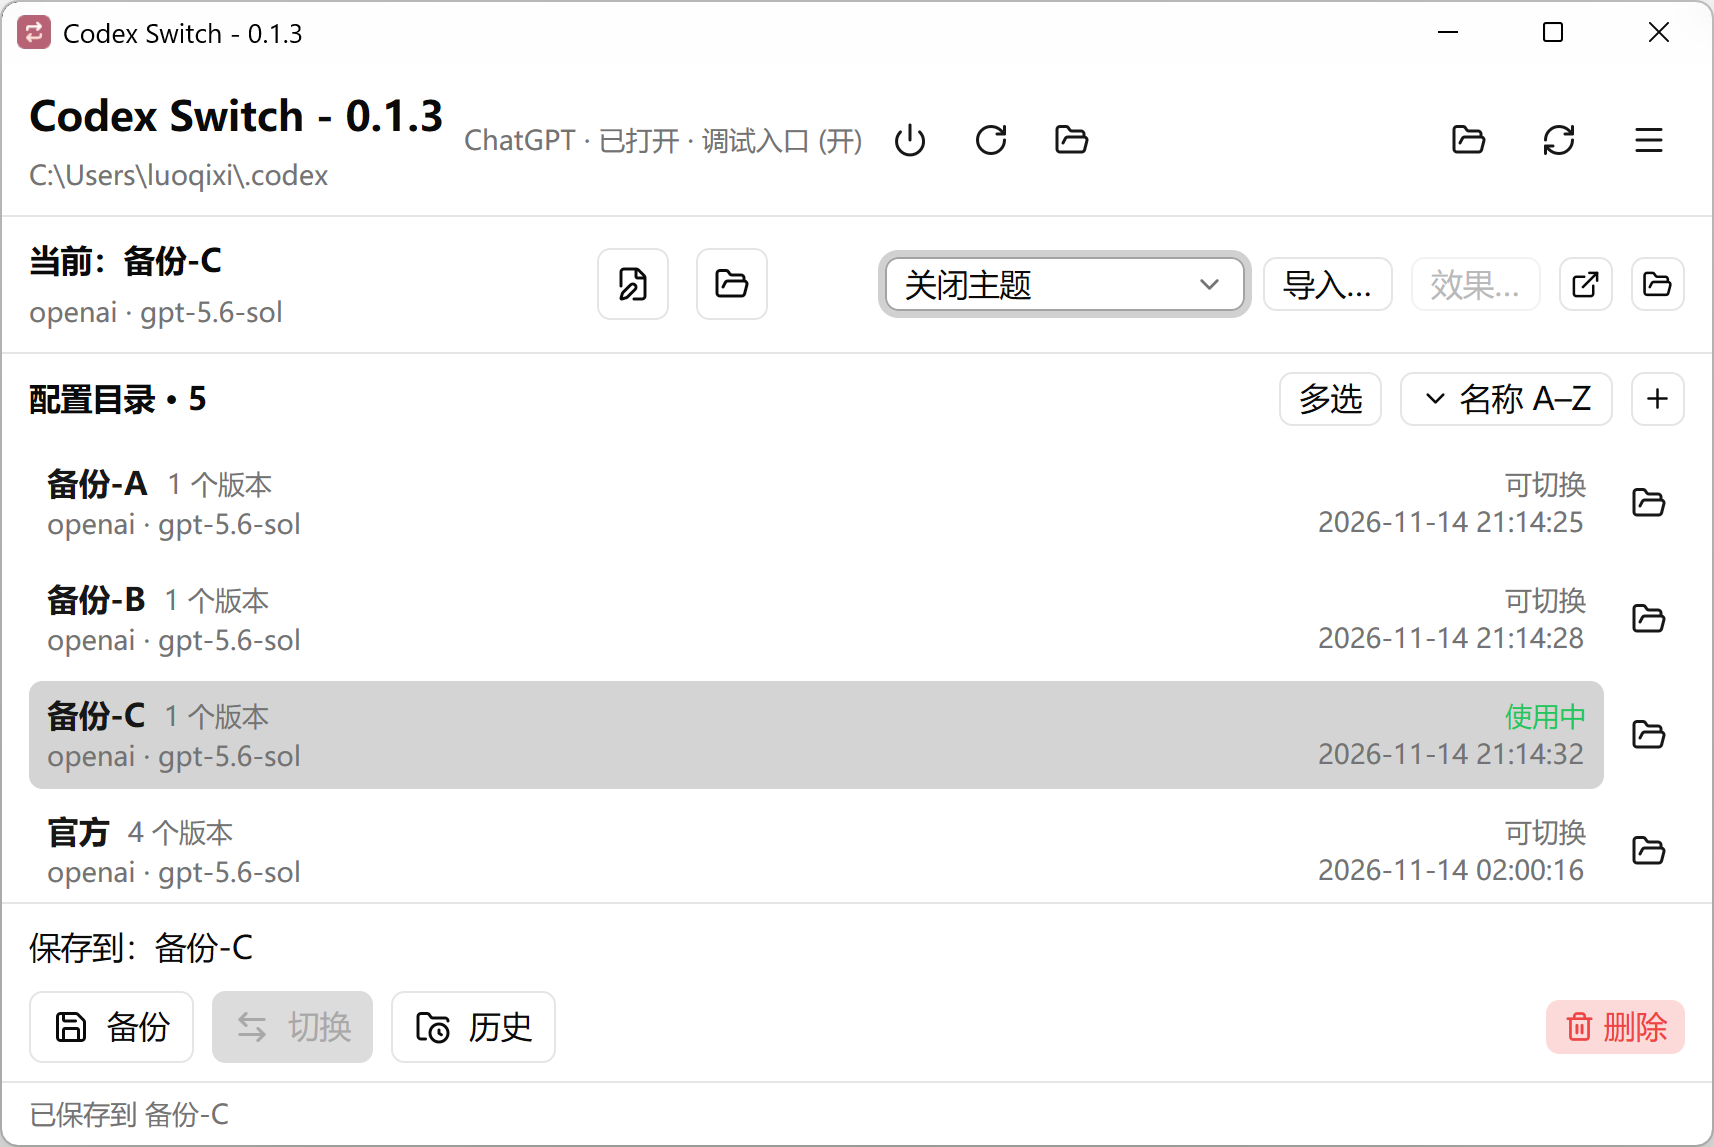 Codex Switch - 0.1.3
Codex Switch - 0.1.3
ChatGPT · 已打开 · 调试入口 (开)
C:\Users\luoqixi\.codex
当前：备份-C
openai · gpt-5.6-sol
关闭主题
导入...
效果...
配置目录 • 5
多选
名称 A–Z
备份-A 1 个版本
可切换
openai · gpt-5.6-sol
2026-11-14 21:14:25
备份-B 1 个版本
可切换
openai · gpt-5.6-sol
2026-11-14 21:14:28
备份-C 1 个版本
使用中
openai · gpt-5.6-sol
2026-11-14 21:14:32
官方 4 个版本
可切换
openai · gpt-5.6-sol
2026-11-14 02:00:16
保存到：备份-C
备份
切换
历史
删除
已保存到 备份-C